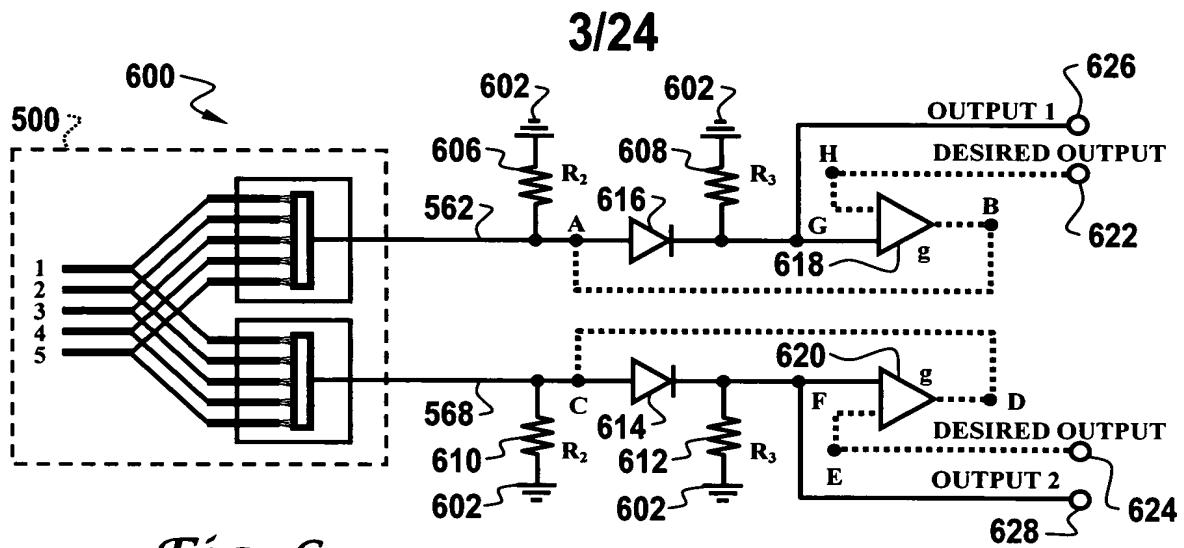 3/24
600
500
602
602
626
OUTPUT 1
606
R2
608
R3
H
DESIRED OUTPUT
616
562
A
G
B
618
g
622
1
2
3
4
5
620
g
568
C
614
F
D
610
R2
612
R3
E
DESIRED OUTPUT
602
602
OUTPUT 2
624
628